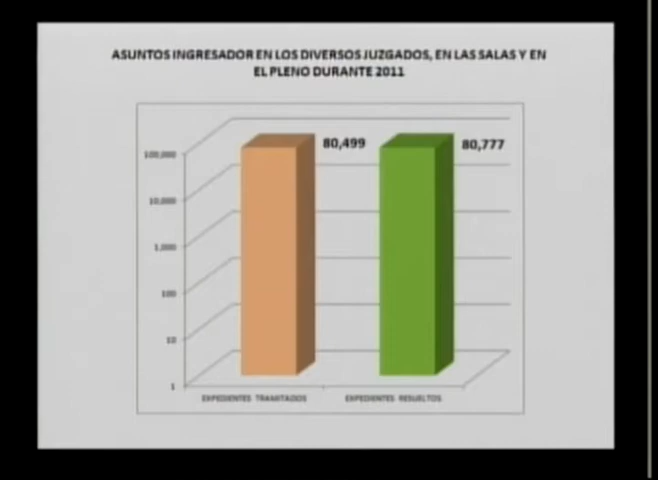 ASUNTOS INGRESADOR EN LOS DIVERSOS JUZGADOS, EN LAS SALAS Y EN
EL PLENO DURANTE 2011
80,499
80,777
100,000
10,000
1,000
100
10
1
EXPEDIENTES TRAMITADOS
EXPEDIENTES RESUELTOS